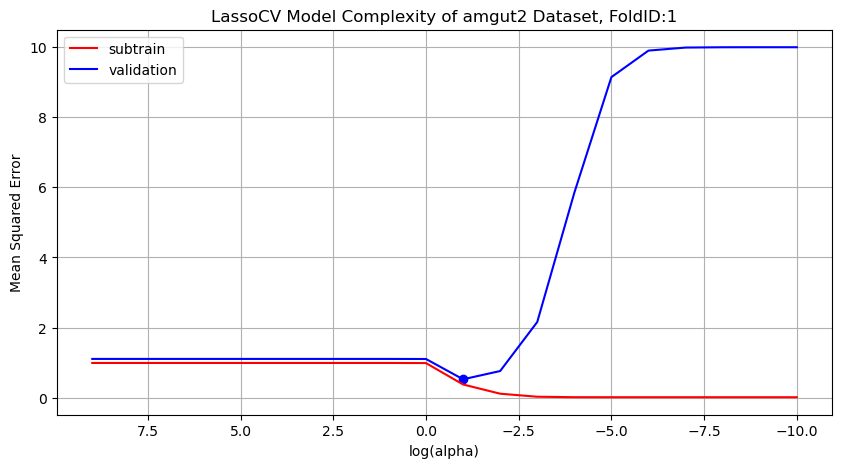 LassoCV Model Complexity of amgut2 Dataset, FoldID:1
subtrain
validation
Mean Squared Error
10
8
6
4
2
0
7.5 5.0 2.5 0.0 −2.5 −5.0 −7.5 −10.0
log(alpha)